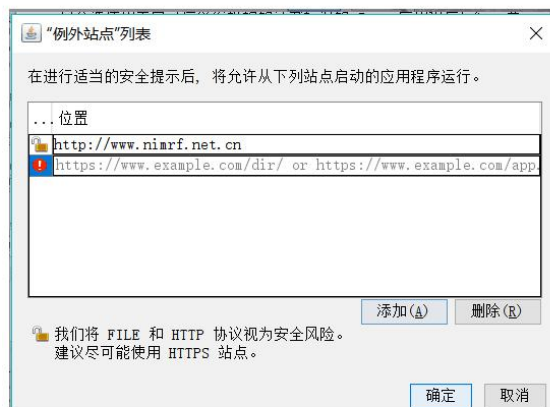 “例外站点”列表
在进行适当的安全提示后, 将允许从下列站点启动的应用程序运行。
... 位置
http://www.nimrf.net.cn
https://www.example.com/dir/ or https://www.example.com/app.
添加(A) 删除(R)
我们将 FILE 和 HTTP 协议视为安全风险。
建议尽可能使用 HTTPS 站点。
确定 取消